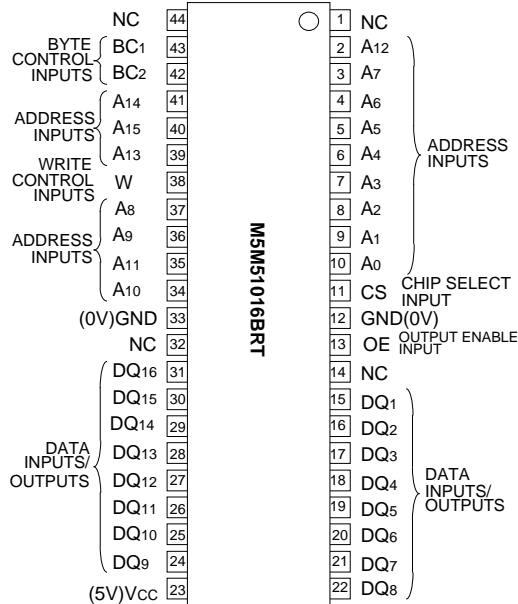 NC 44
BYTE CONTROL INPUTS
BC1 43
BC2 42
ADDRESS INPUTS
A14 41
A15 40
A13 39
WRITE CONTROL INPUTS
W 38
ADDRESS INPUTS
A8 37
A9 36
A11 35
A10 34
(0V)GND 33
NC 32
DATA INPUTS/ OUTPUTS
DQ16 31
DQ15 30
DQ14 29
DQ13 28
DQ12 27
DQ11 26
DQ10 25
DQ9 24
(5V)VCC 23
M5M51016BRT
1 NC
2 A12
3 A7
4 A6
5 A5
6 A4
7 A3
8 A2
9 A1
10 A0
ADDRESS INPUTS
11 CS CHIP SELECT INPUT
12 GND(0V)
13 OE OUTPUT ENABLE INPUT
14 NC
15 DQ1
16 DQ2
17 DQ3
18 DQ4
19 DQ5
20 DQ6
21 DQ7
22 DQ8
DATA INPUTS/ OUTPUTS